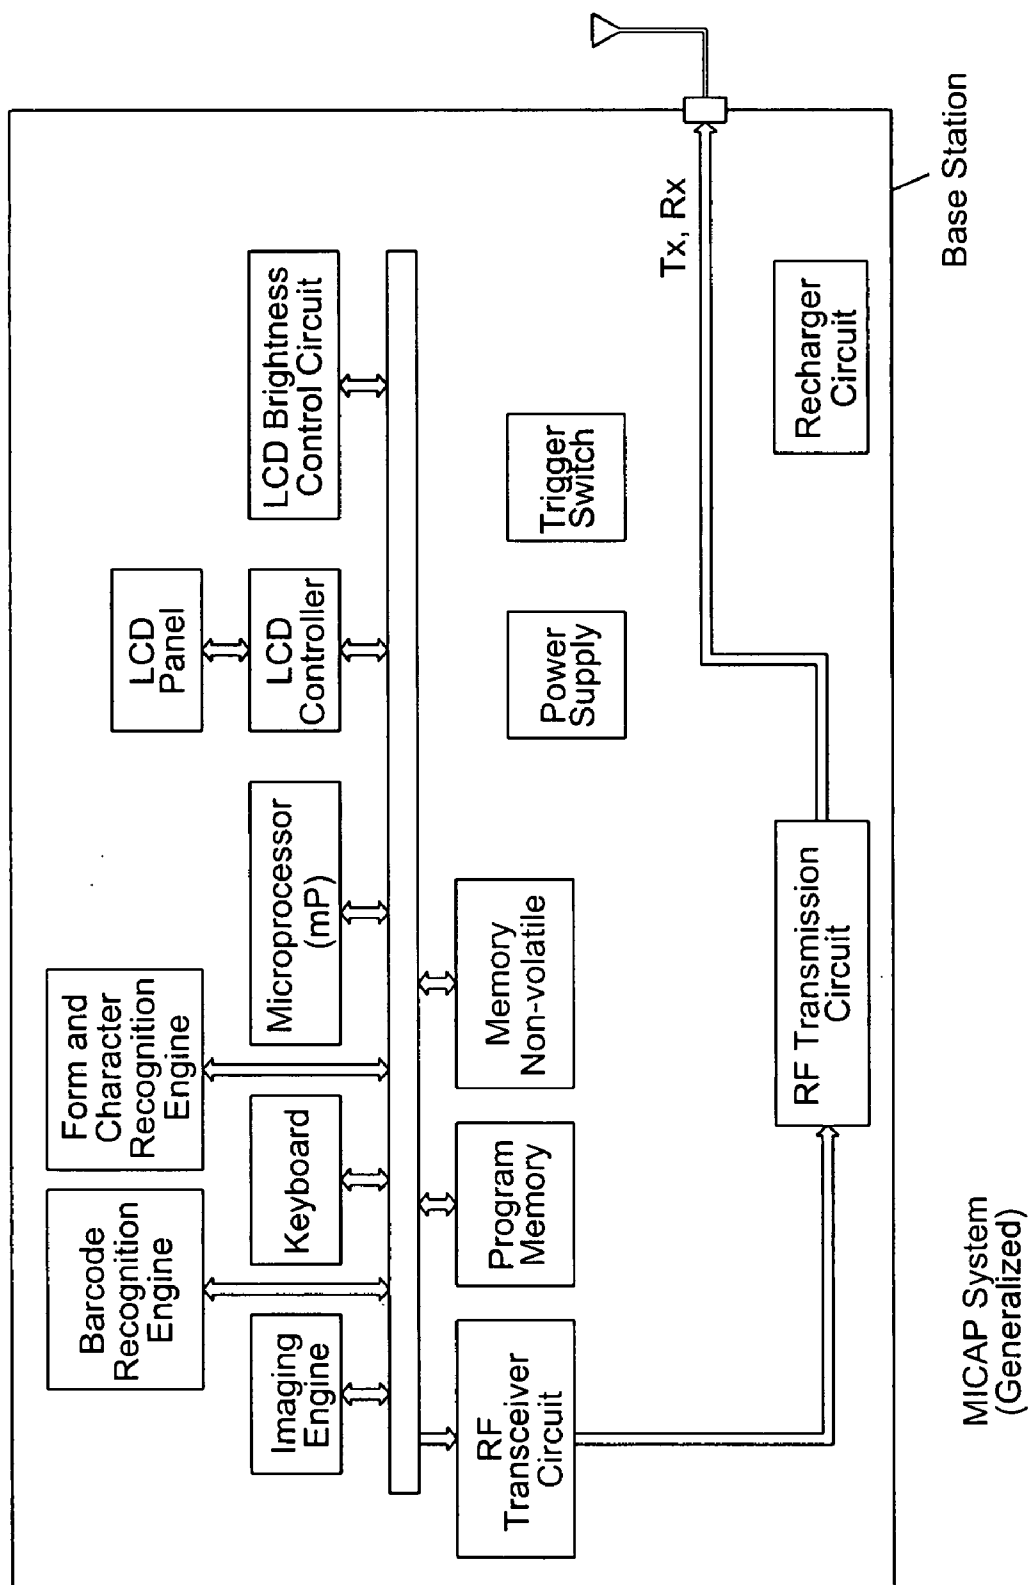 Barcode
Recognition
Engine
Form and
Character
Recognition
Engine
LCD
Panel
Imaging
Engine
Keyboard
Microprocessor
(mP)
LCD
Controller
LCD Brightness
Control Circuit
RF
Transceiver
Circuit
Program
Memory
Memory
Non-volatile
Power
Supply
Trigger
Switch
Tx, Rx
RF Transmission
Circuit
Recharger
Circuit
Base Station
MICAP System
(Generalized)